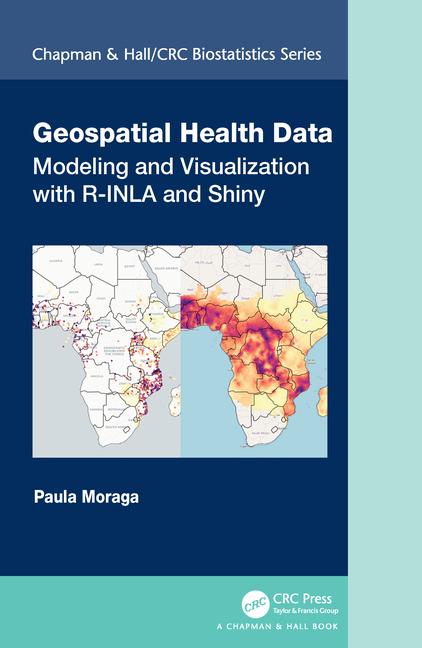 Chapman & Hall/CRC Biostatistics Series
Geospatial Health Data
Modeling and Visualization
with R-INLA and Shiny
Paula Moraga
CRC
CRC Press
Taylor & Francis Group
A CHAPMAN & HALL BOOK